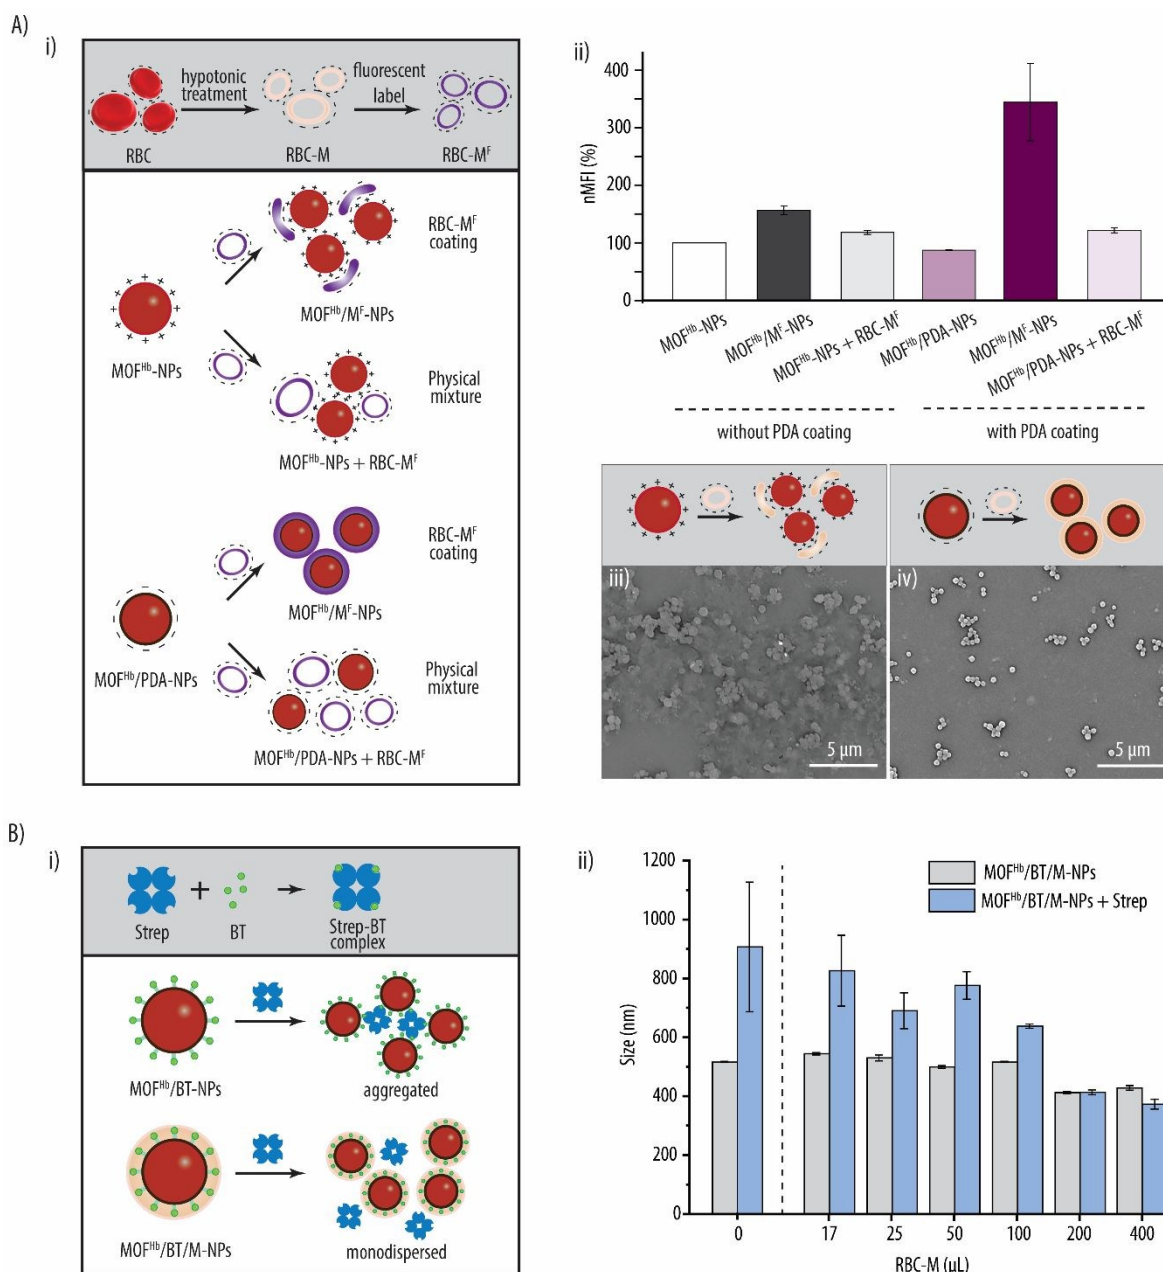 A)
i)
hypotonic
treatment
fluorescent
label
RBC
RBC-M
RBC-Mᶠ
RBC-Mᶠ
coating
MOFᴴᵇ/Mᶠ-NPs
MOFᴴᵇ-NPs
Physical
mixture
MOFᴴᵇ-NPs + RBC-Mᶠ
RBC-Mᶠ
coating
MOFᴴᵇ/Mᶠ-NPs
MOFᴴᵇ/PDA-NPs
Physical
mixture
MOFᴴᵇ/PDA-NPs + RBC-Mᶠ
ii)
nMFI (%)
400
300
200
100
0
MOFᴴᵇ-NPs
MOFᴴᵇ/Mᶠ-NPs
MOFᴴᵇ-NPs + RBC-Mᶠ
MOFᴴᵇ/PDA-NPs
MOFᴴᵇ/Mᶠ-NPs
MOFᴴᵇ/PDA-NPs + RBC-Mᶠ
without PDA coating
with PDA coating
iii)
5 µm
iv)
5 µm
B)
i)
Strep
+
BT
Strep-BT
complex
MOFᴴᵇ/BT-NPs
aggregated
MOFᴴᵇ/BT/M-NPs
monodispersed
ii)
Size (nm)
1200
1000
800
600
400
200
0
MOFᴴᵇ/BT/M-NPs
MOFᴴᵇ/BT/M-NPs + Strep
0 17 25 50 100 200 400
RBC-M (µL)